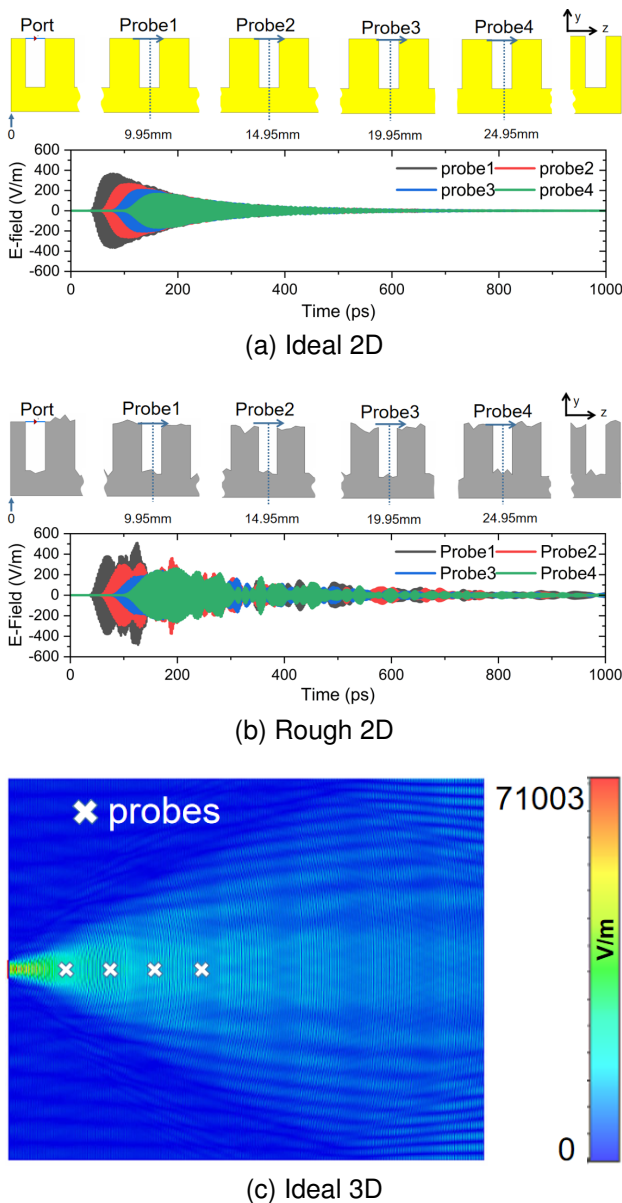 Port Probe1 Probe2 Probe3 Probe4 y z
0 9.95mm 14.95mm 19.95mm 24.95mm
600
400
200
0
-200
-400
-600
E-field (V/m)
probe1 probe2
probe3 probe4
0 200 400 600 800 1000
Time (ps)
(a) Ideal 2D
Port Probe1 Probe2 Probe3 Probe4 y z
0 9.95mm 14.95mm 19.95mm 24.95mm
600
400
200
0
-200
-400
-600
E-Field (V/m)
Probe1 Probe2
Probe3 Probe4
0 200 400 600 800 1000
Time (ps)
(b) Rough 2D
probes
71003
V/m
0
(c) Ideal 3D